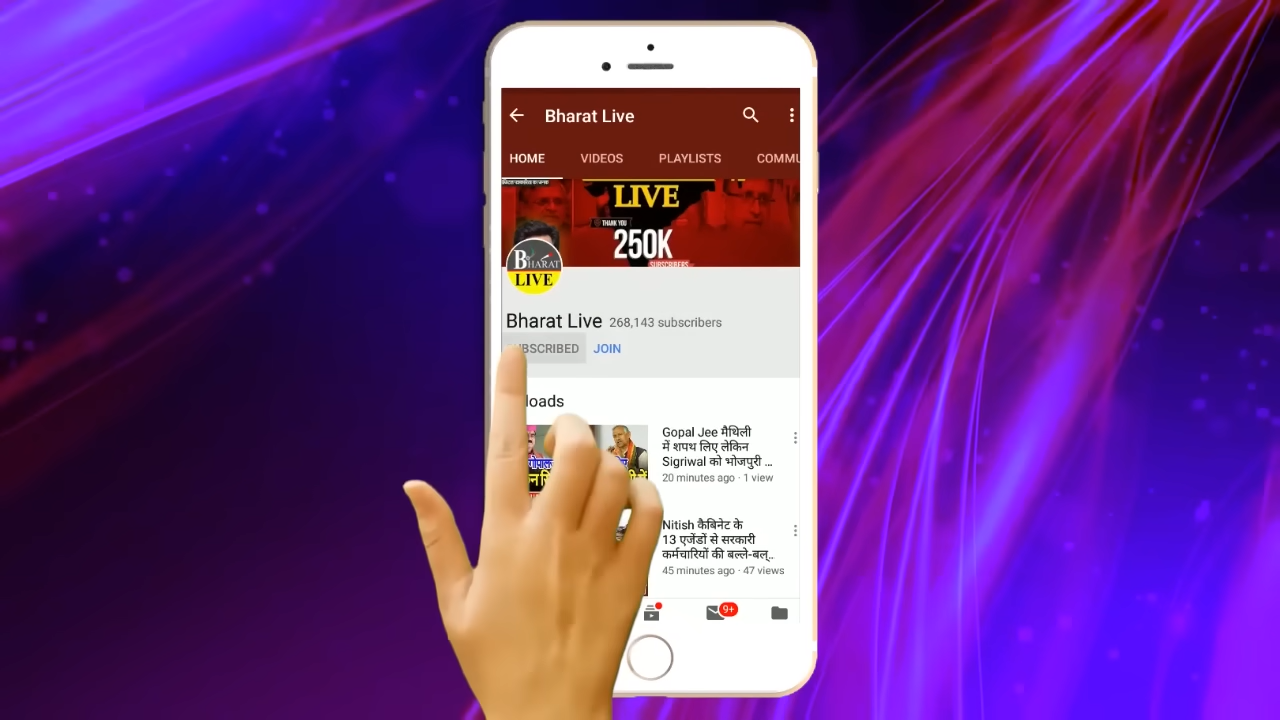 Bharat Live
HOME VIDEOS PLAYLISTS COMMU
LIVE
THANK YOU
250K
SUBSCRIBERS
BHARAT
LIVE
Bharat Live 268,143 subscribers
UBSCRIBED JOIN
loads
Gopal Jee मैथिली
में शपथ लिए लेकिन
Sigriwal को भोजपुरी ...
20 minutes ago · 1 view
Nitish कैबिनेट के
13 एजेंडों से सरकारी
कर्मचारियों की बल्ले-बल्..
45 minutes ago · 47 views
9+